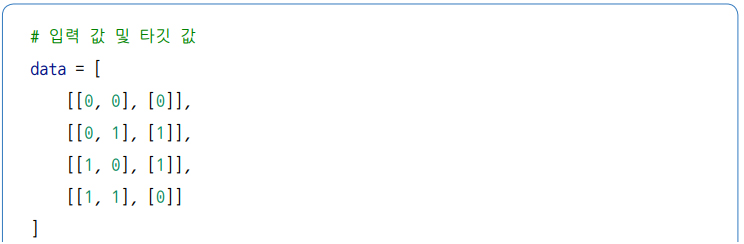 # 입력 값 및 타깃 값
data = [
    [[0, 0], [0]],
    [[0, 1], [1]],
    [[1, 0], [1]],
    [[1, 1], [0]]
]